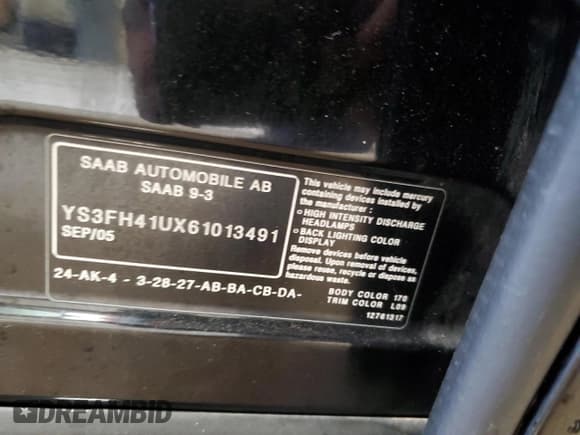 SAAB AUTOMOBILE AB
SAAB 9-3
YS3FH41UX61013491
SEP/05
24-AK-4 - 3-28-27-AB-BA-CB-DA-
This vehicle may include mercury
containing devices installed by
the manufacturer:
o HIGH INTENSITY DISCHARGE
HEADLAMPS
o BACK LIGHTING COLOR
DISPLAY
Remove devices before vehicle
disposal. Upon removal of devices,
please reuse, recycle or dispose as
hazardous waste.
BODY COLOR 170
TRIM COLOR L09
12761317
DREAMBID